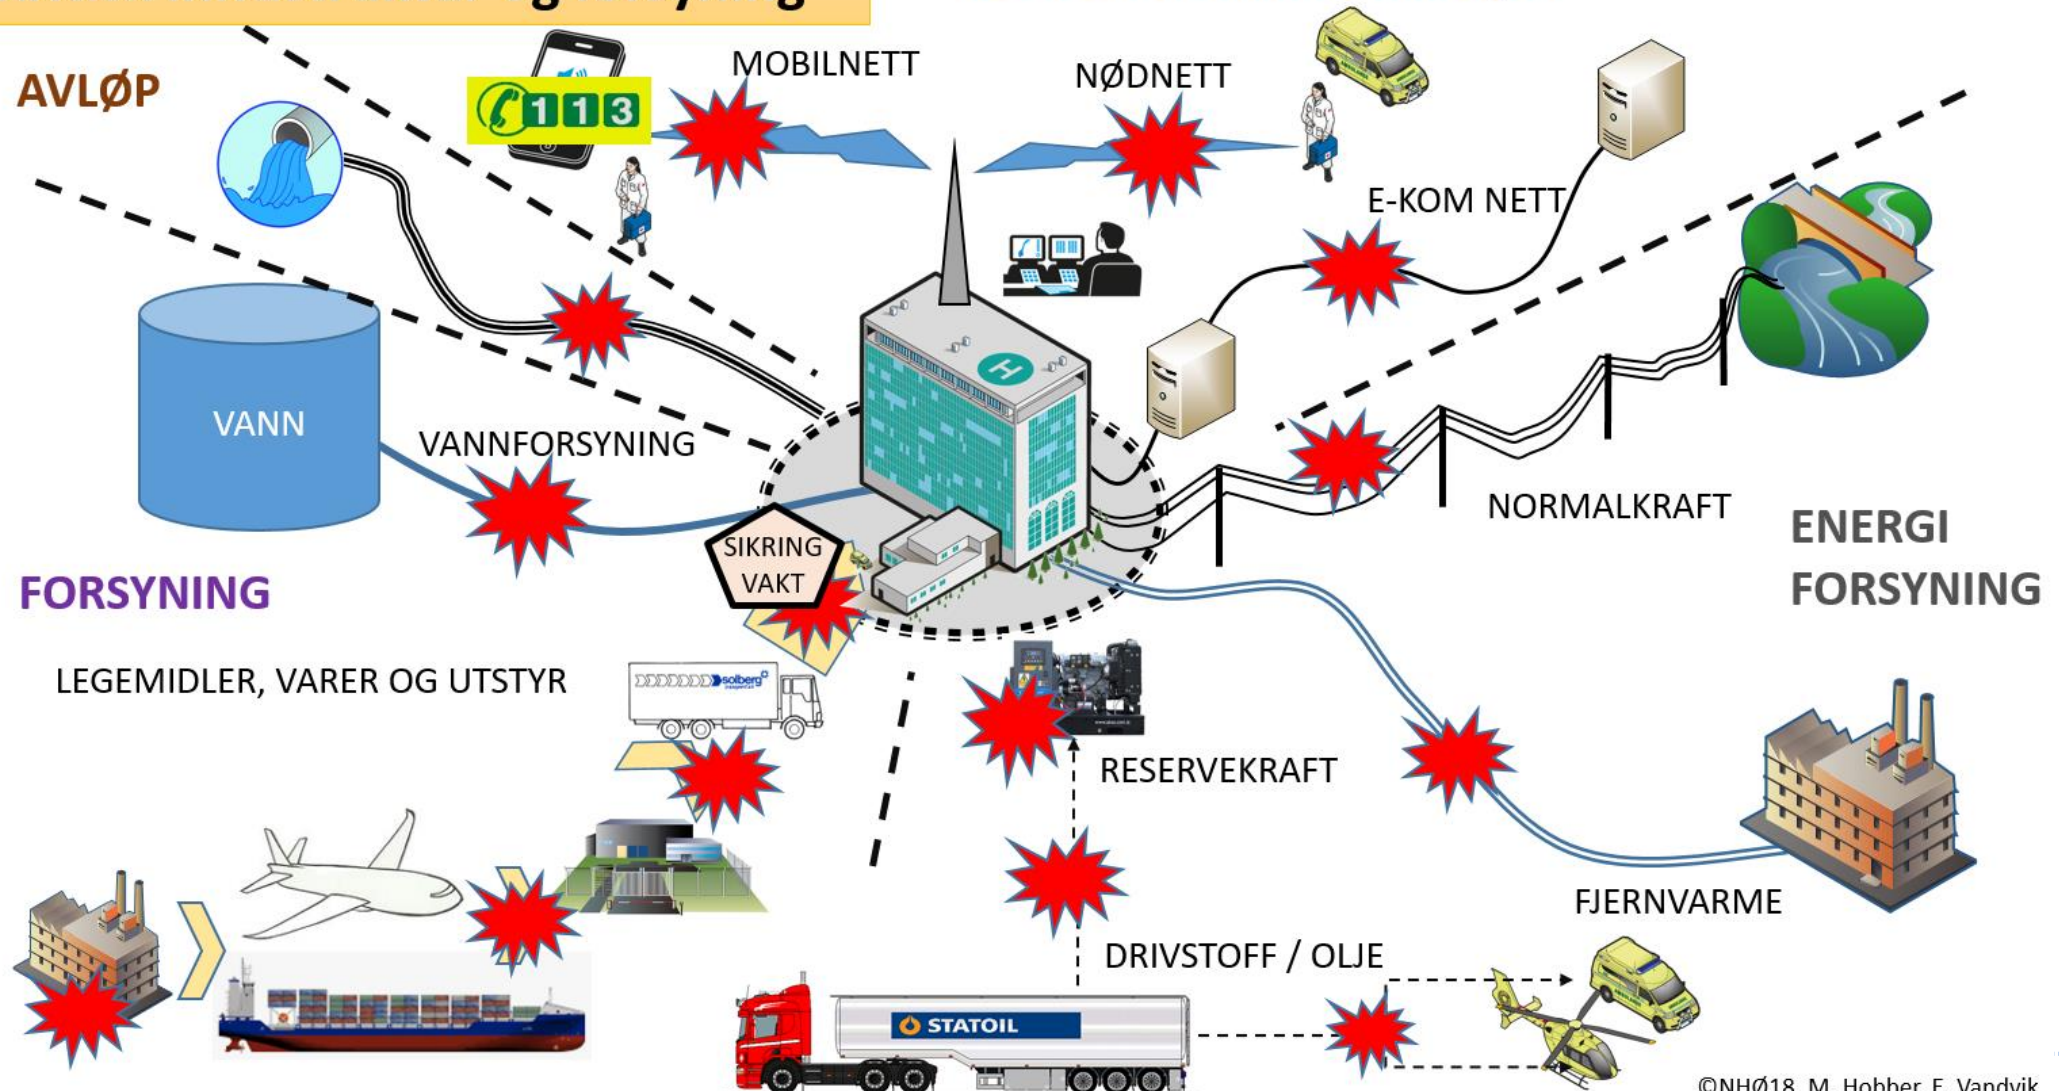 og
AVLØP
113
MOBILNETT
NØDNETT
E-KOM NETT
VANN
VANNFORSYNING
NORMALKRAFT
ENERGI
FORSYNING
SIKRING
VAKT
FORSYNING
LEGEMIDLER, VARER OG UTSTYR
solberg
RESERVEKRAFT
FJERNVARME
DRIVSTOFF / OLJE
STATOIL
©NHØ18, M. Hobber, F. Vandvik